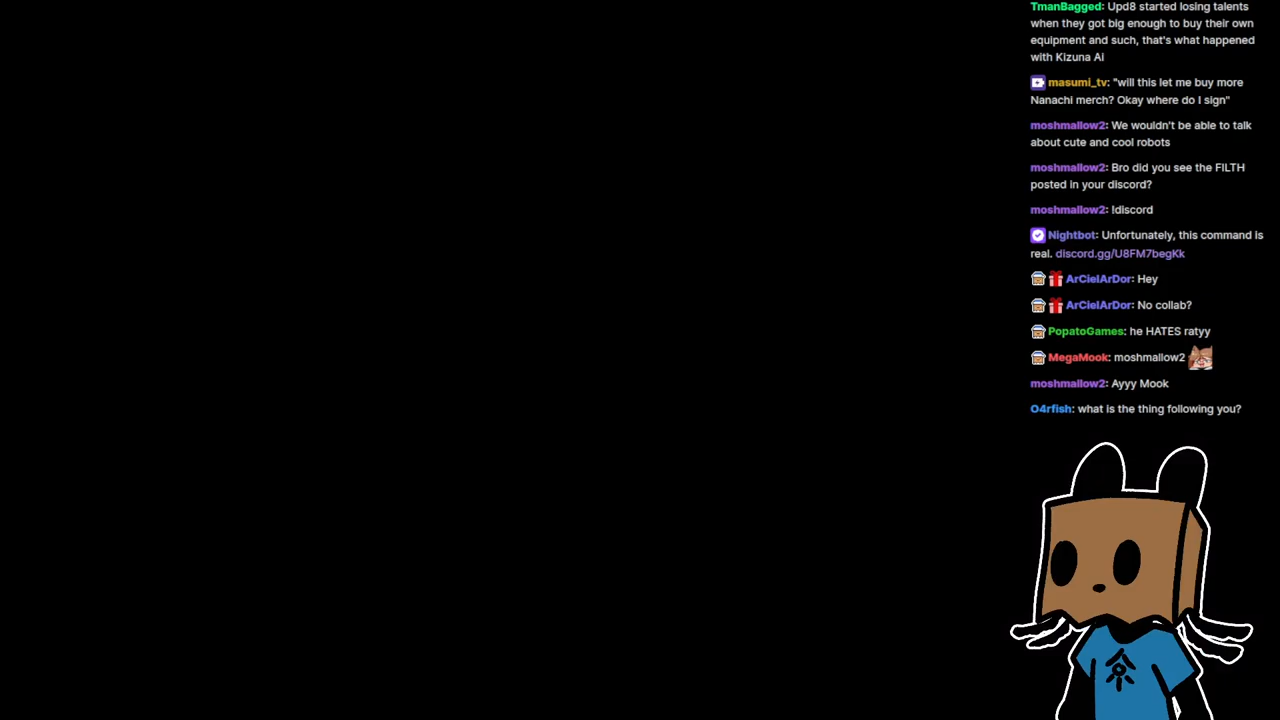 TmanBagged: Upd8 started losing talents
when they got big enough to buy their own
equipment and such, that's what happened
with Kizuna Ai
masumi_tv: "will this let me buy more
Nanachi merch? Okay where do I sign"
moshmallow2: We wouldn't be able to talk
about cute and cool robots
moshmallow2: Bro did you see the FILTH
posted in your discord?
moshmallow2: !discord
Nightbot: Unfortunately, this command is
real. discord.gg/U8FM7begKk
ArCielArDor: Hey
ArCielArDor: No collab?
PopatoGames: he HATES ratyy
MegaMook: moshmallow2
moshmallow2: Ayyy Mook
O4rfish: what is the thing following you?